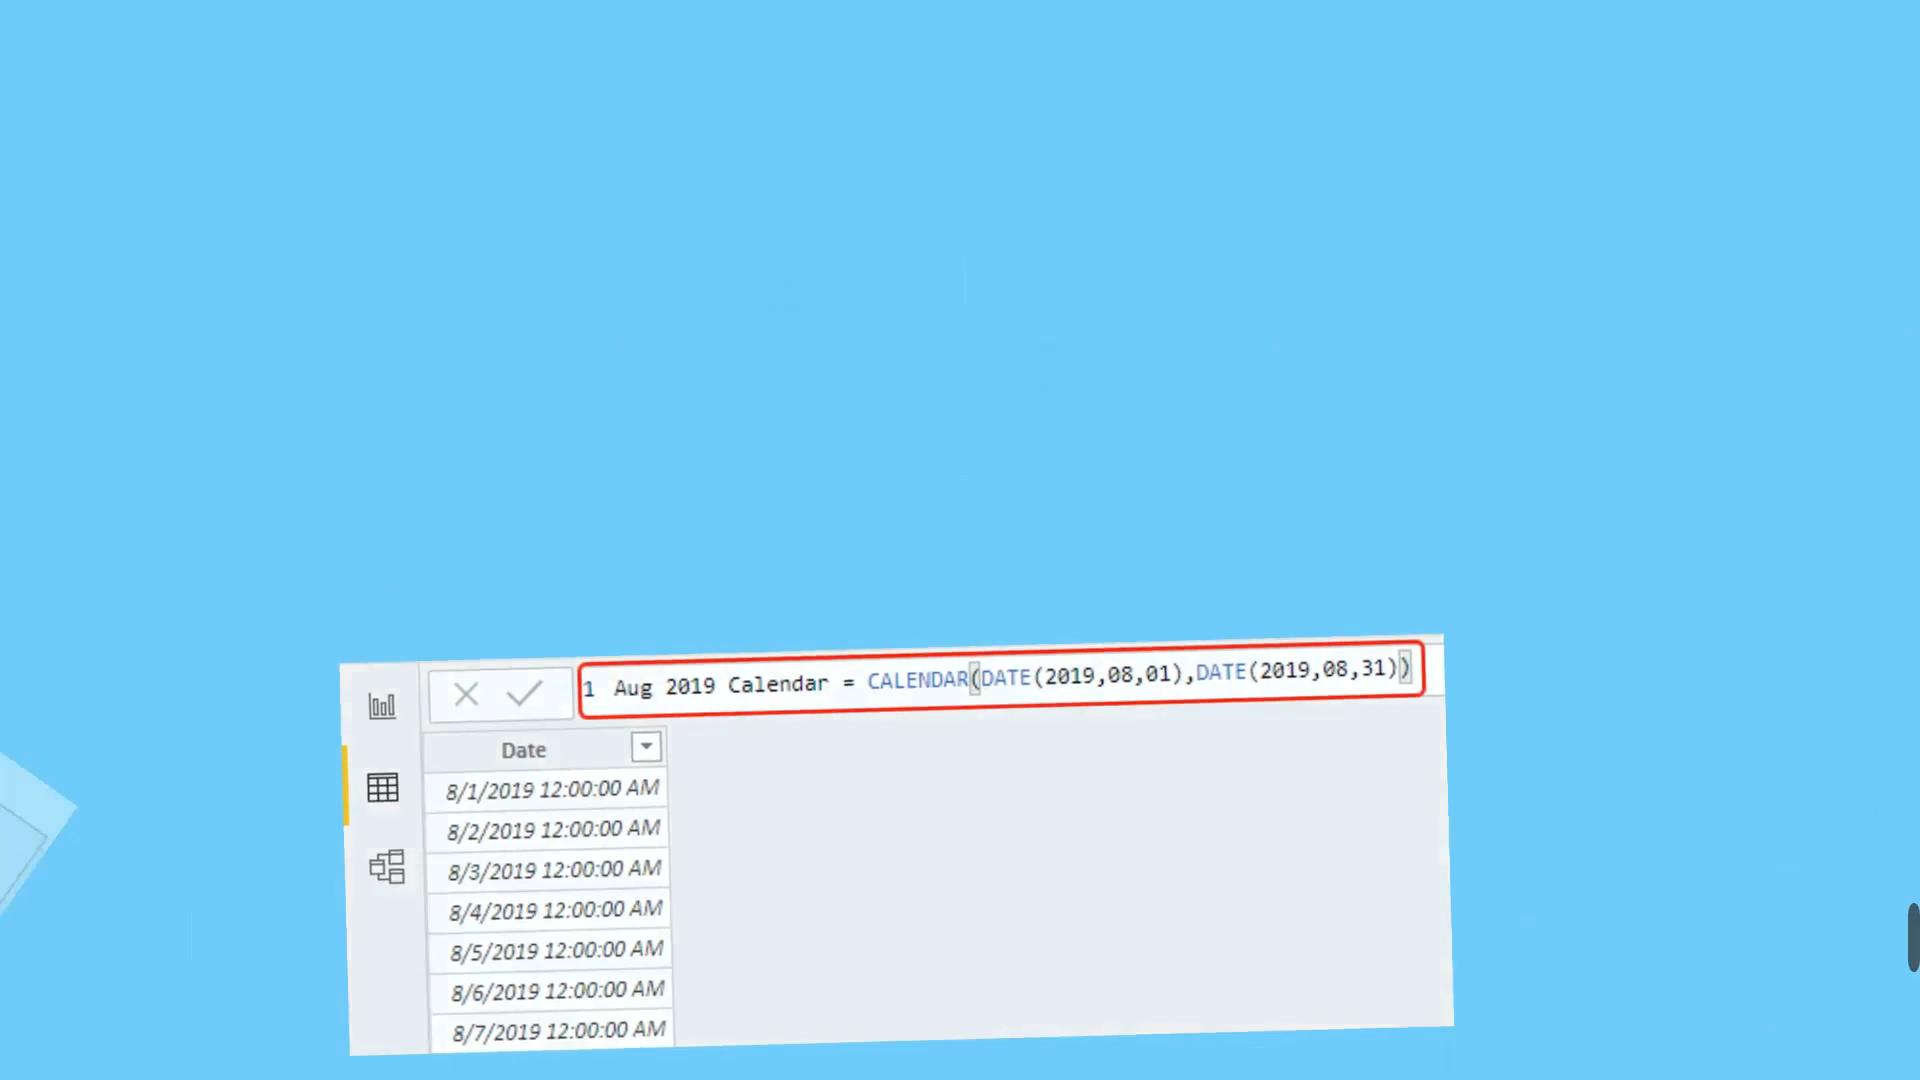 1 Aug 2019 Calendar = CALENDAR(DATE(2019,08,01),DATE(2019,08,31))
Date
8/1/2019 12:00:00 AM
8/2/2019 12:00:00 AM
8/3/2019 12:00:00 AM
8/4/2019 12:00:00 AM
8/5/2019 12:00:00 AM
8/6/2019 12:00:00 AM
8/7/2019 12:00:00 AM